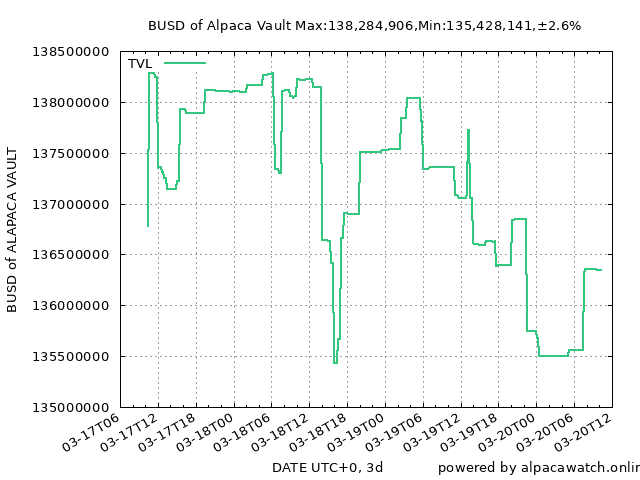 BUSD of Alpaca Vault Max:138,284,906,Min:135,428,141,±2.6%
138500000
TVL
138000000
137500000
137000000
136500000
136000000
135500000
135000000
BUSD of ALAPACA VAULT
03-17T06
03-17T12
03-17T18
03-18T00
03-18T06
03-18T12
03-18T18
03-19T00
03-19T06
03-19T12
03-19T18
03-20T00
03-20T06
03-20T12
DATE UTC+0, 3d
powered by alpacawatch.onlin